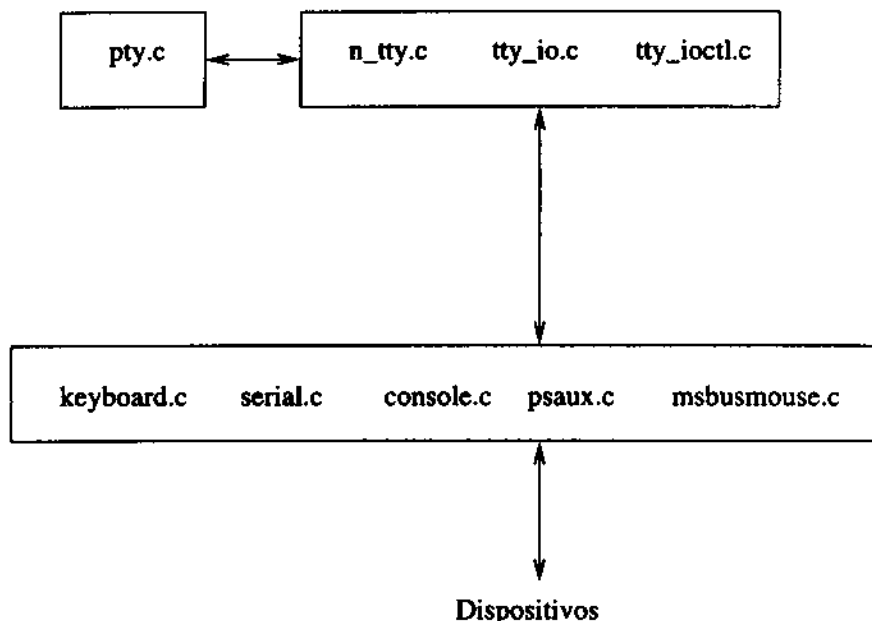 pty.c n_tty.c tty_io.c tty_ioctl.c
keyboard.c serial.c console.c psaux.c msbusmouse.c
Dispositivos